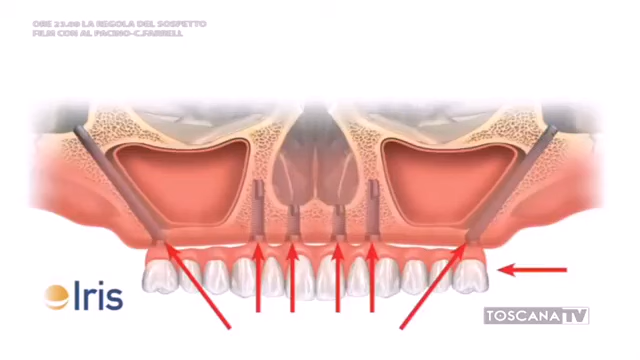 ORE 23.00 LA REGOLA DEL SOSPETTO
FILM CON AL PACINO-C.FARRELL
Iris
TOSCANA TV